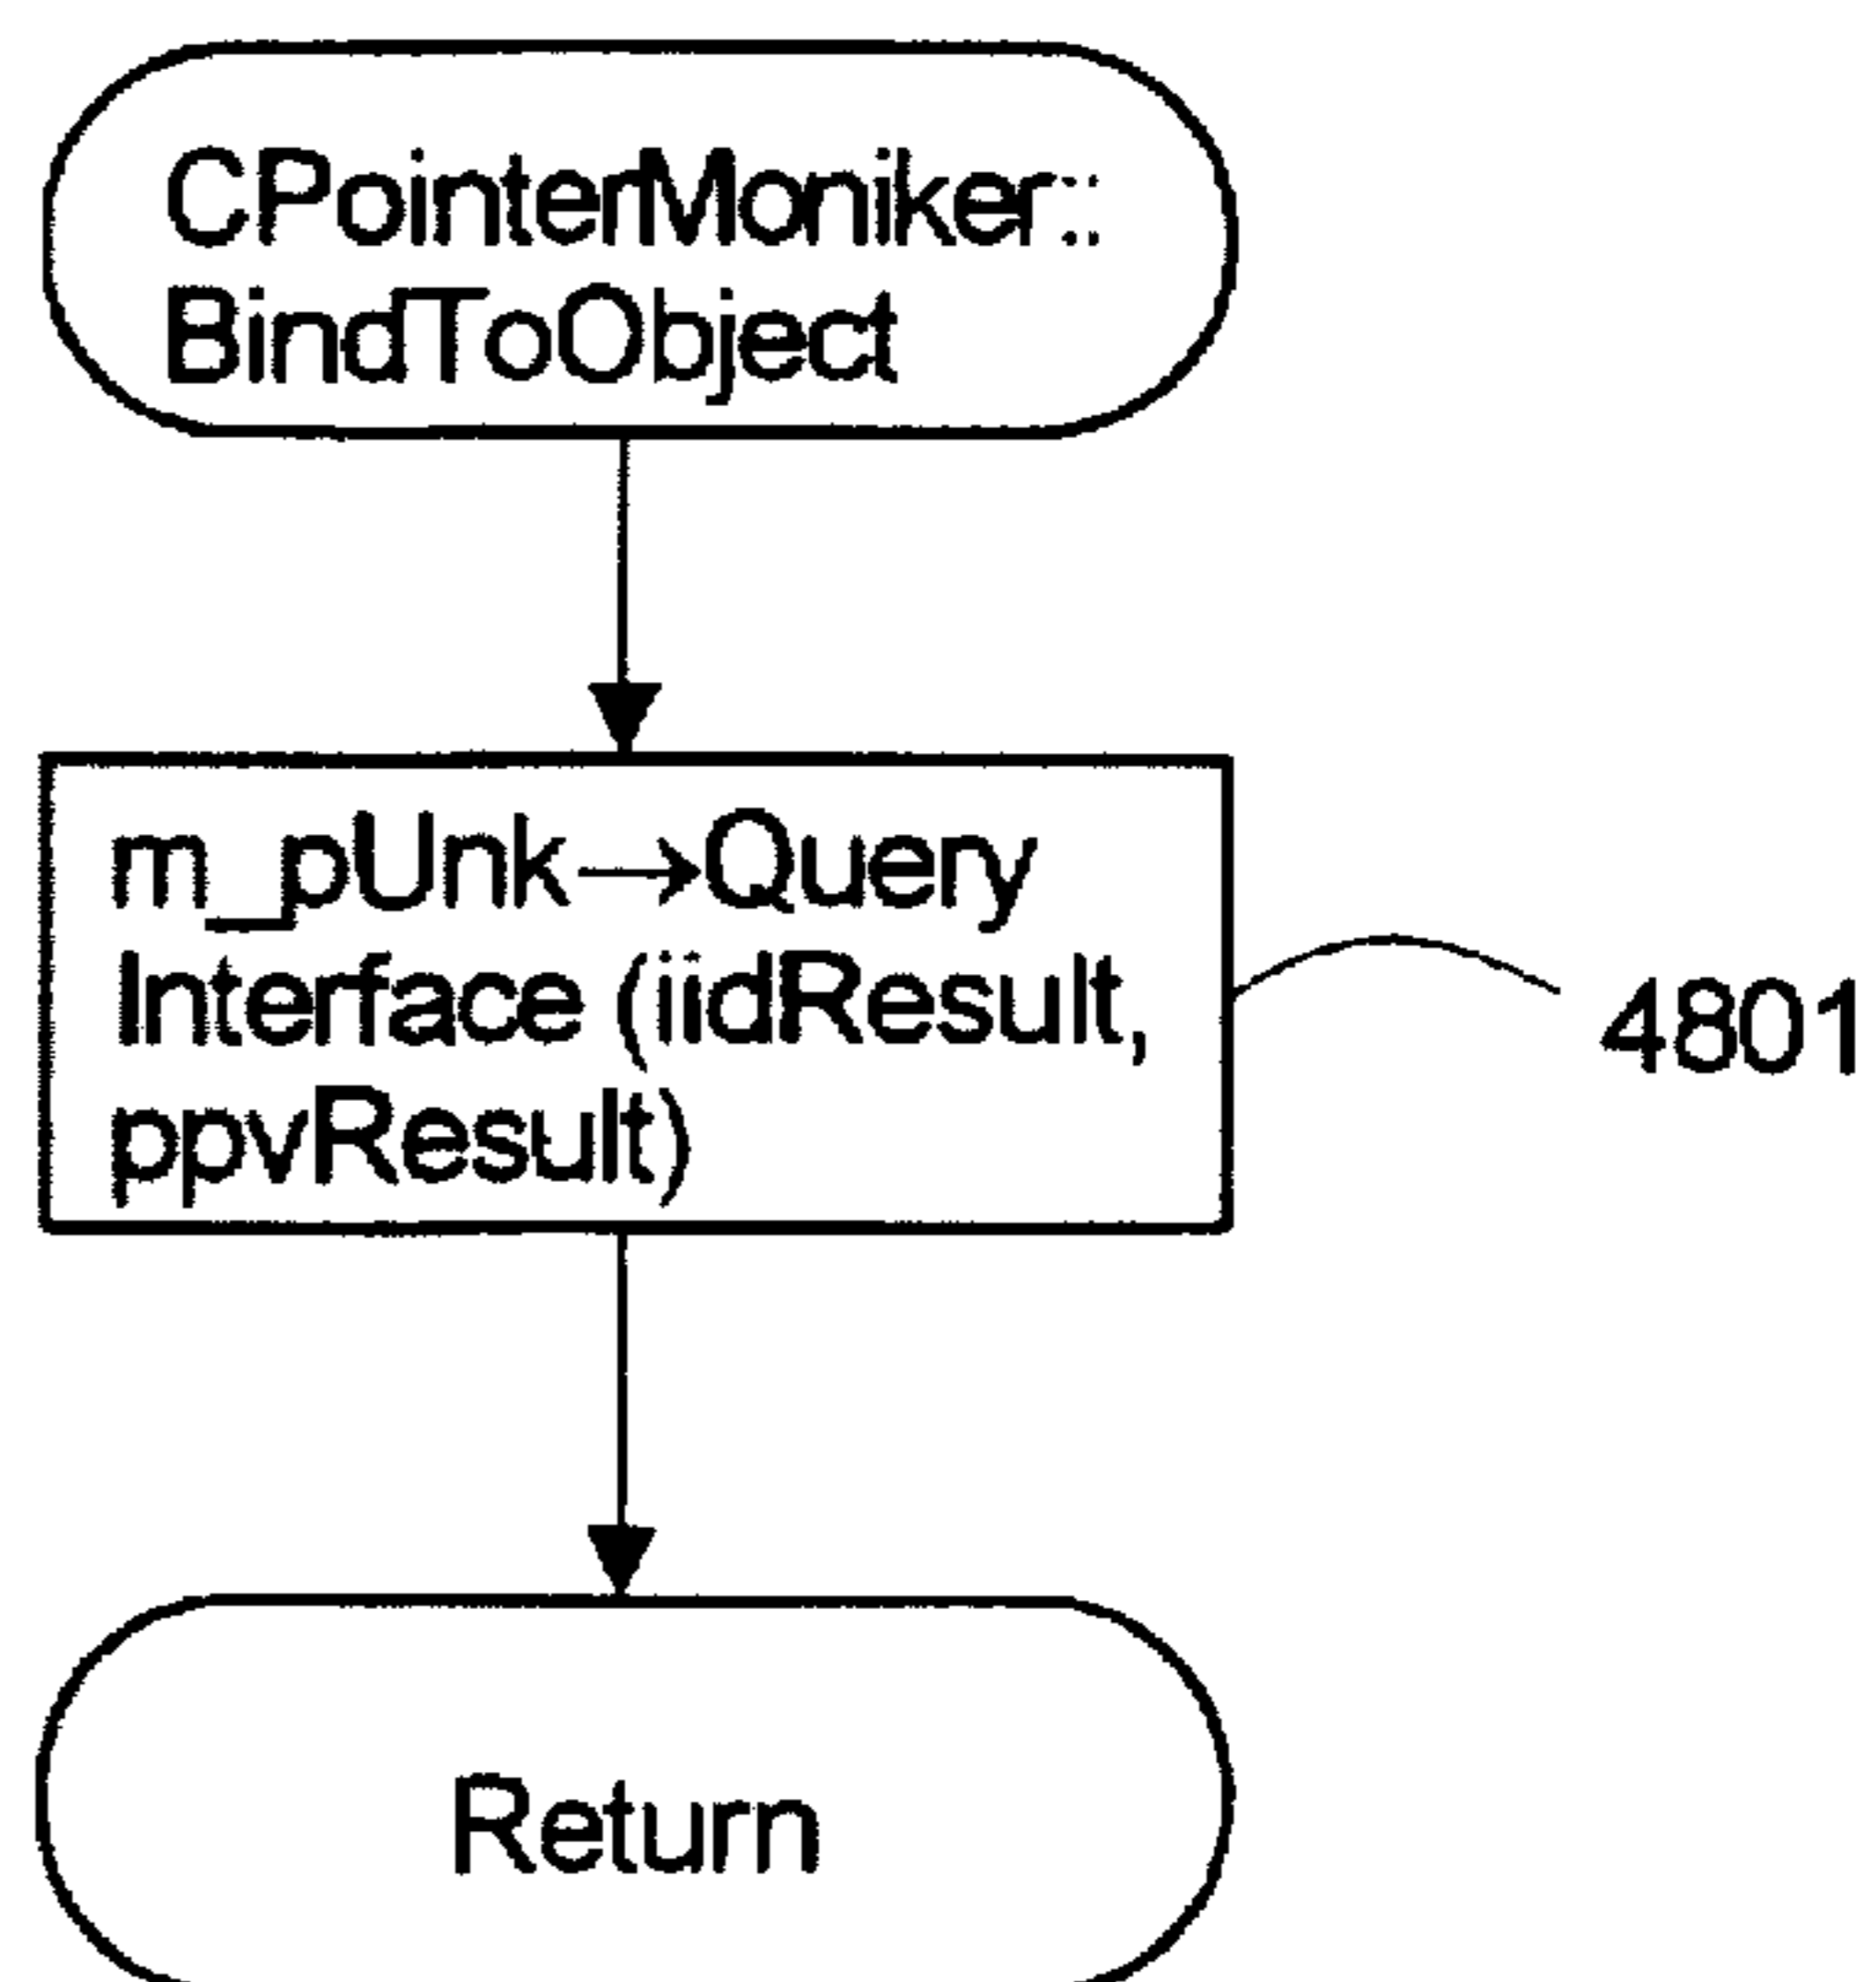 CPointerMoniker::
BindToObject
m_pUnk→Query
Interface (iidResult,
ppvResult)
4801
Return